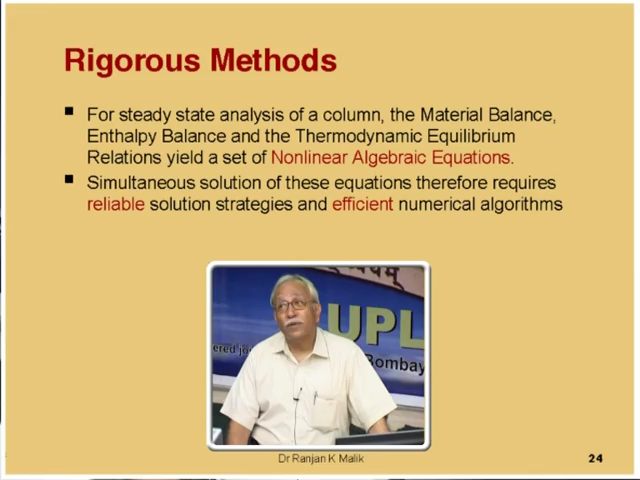 Rigorous Methods
For steady state analysis of a column, the Material Balance,
Enthalpy Balance and the Thermodynamic Equilibrium
Relations yield a set of Nonlinear Algebraic Equations.
Simultaneous solution of these equations therefore requires
reliable solution strategies and efficient numerical algorithms
UPL
Bombay
Dr Ranjan K Malik
24